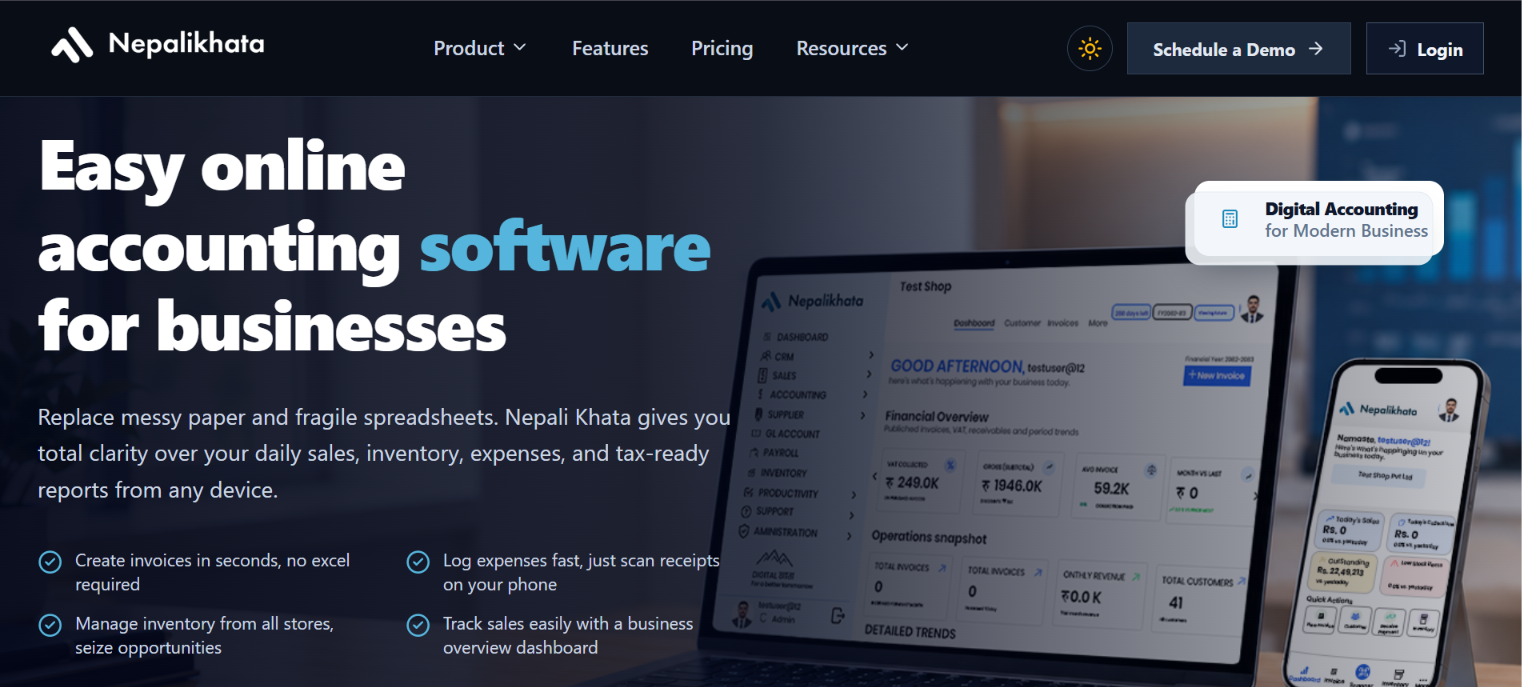 Nepalikhata
Product
Features
Pricing
Resources
Schedule a Demo
Login
Easy online
accounting software
for businesses
Replace messy paper and fragile spreadsheets. Nepali Khata gives you
total clarity over your daily sales, inventory, expenses, and tax-ready
reports from any device.
Create invoices in seconds, no excel
required
Log expenses fast, just scan receipts
on your phone
Manage inventory from all stores,
seize opportunities
Track sales easily with a business
overview dashboard
Digital Accounting
for Modern Business
Nepalikhata
Test Shop
Dashboard Customer Invoices More
DASHBOARD
CRM
SALES
ACCOUNTING
SUPPLIER
GL ACCOUNT
PAYROLL
INVENTORY
PRODUCTIVITY
SUPPORT
AMINISTRATION
testuser@12
Admin
GOOD AFTERNOON, testuser@12
here's what's happening with your business today.
+ New Invoice
Financial Overview
Published invoices, VAT, receivables and period trends
VAT COLLECTED
₹ 249.0K
GROSS (SUBTOTAL)
₹ 1946.0K
AVG INVOICE
59.2K
MONTH VS LAST
₹ 0
Operations snapshot
TOTAL INVOICES
0
TOTAL INVOICES
0
ONTHLY REVENUE
₹0.0 K
TOTAL CUSTOMERS
41
DETAILED TRENDS
Nepalikhata
Namaste, testuser@12!
Here's what's happinging on your
business today.
Test Shop Pvt Ltd
Today's Sales
Rs. 0
Rs. 0
Outstanding
Rs. 22,49,213
Quick Actions